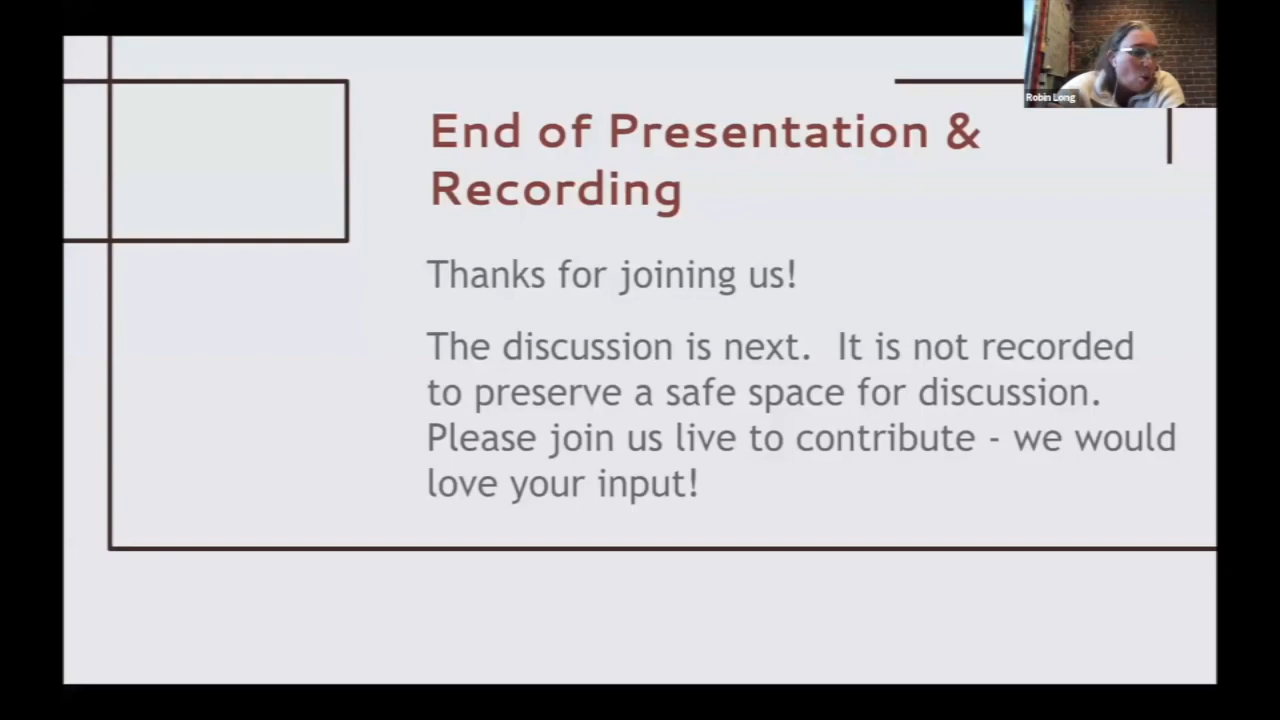 Robin Long
End of Presentation &
Recording
Thanks for joining us!
The discussion is next.  It is not recorded
to preserve a safe space for discussion.
Please join us live to contribute - we would
love your input!